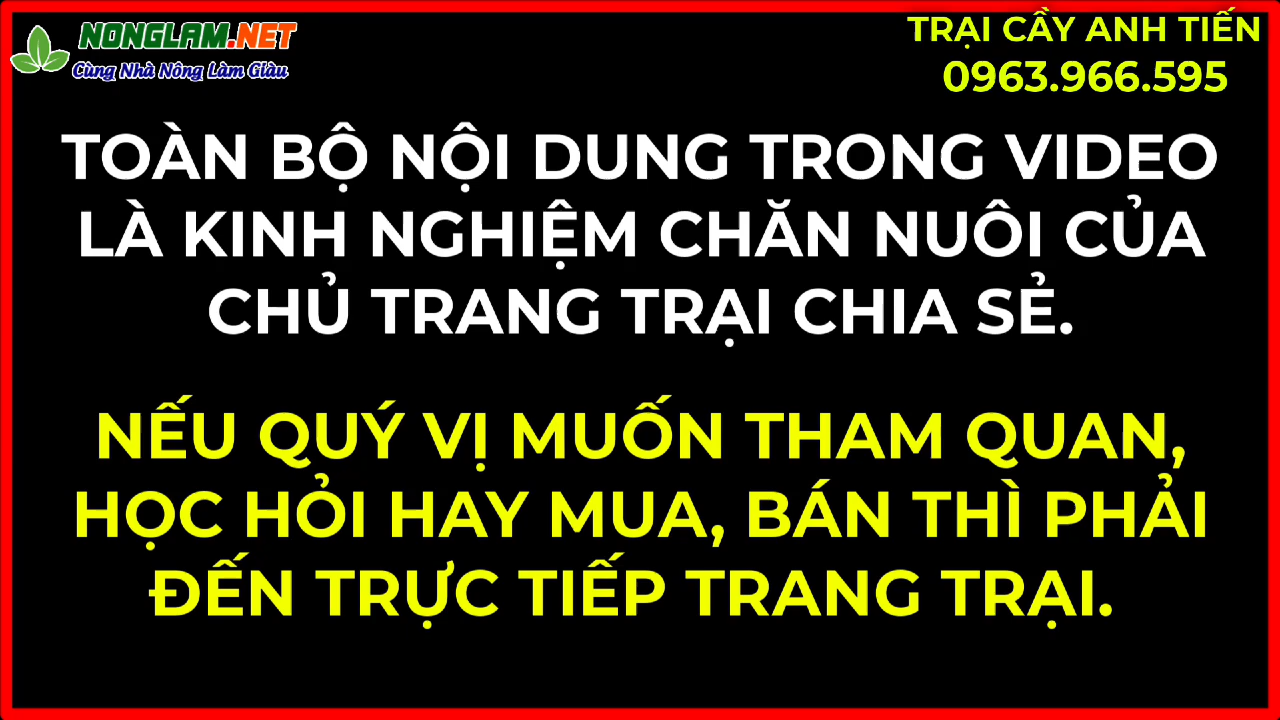 NONGLAM.NET
Cùng Nhà Nông Làm Giàu
TRẠI CẦY ANH TIẾN
0963.966.595
TOÀN BỘ NỘI DUNG TRONG VIDEO
LÀ KINH NGHIỆM CHĂN NUÔI CỦA
CHỦ TRANG TRẠI CHIA SẺ.
NẾU QUÝ VỊ MUỐN THAM QUAN,
HỌC HỎI HAY MUA, BÁN THÌ PHẢI
ĐẾN TRỰC TIẾP TRANG TRẠI.